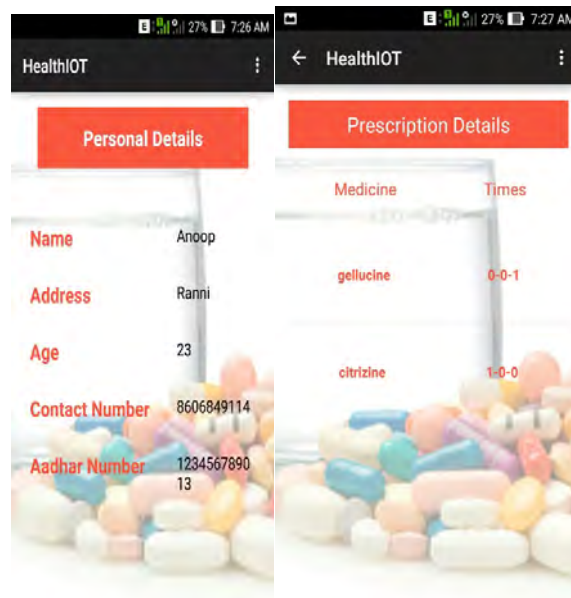 E 27% 7:26 AM
HealthIOT
Personal Details
Name Anoop
Address Ranni
Age 23
Contact Number 8606849114
Aadhar Number 1234567890
13
E 27% 7:27 AM
HealthIOT
Prescription Details
Medicine Times
gellucine 0-0-1
citrizine 1-0-0